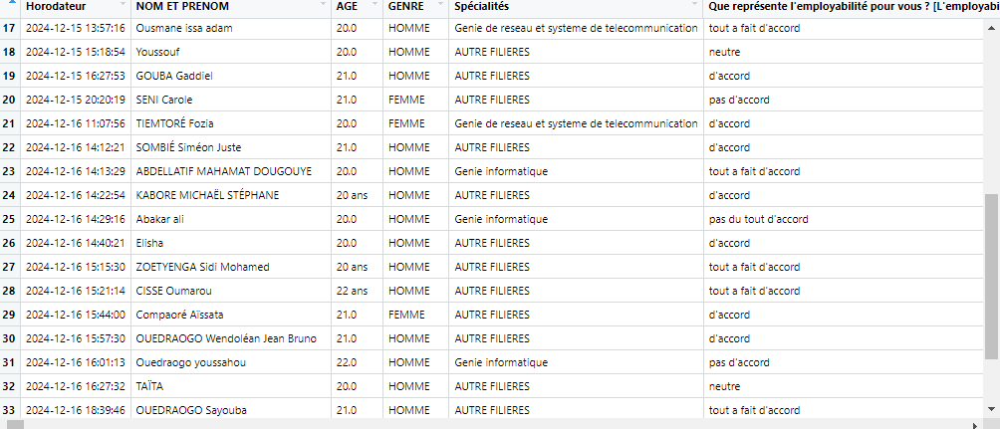 Horodateur NOM ET PRENOM AGE GENRE Spécialités Que représente l'employabilité pour vous ? [L'employabi
17 2024-12-15 13:57:16 Ousmane issa adam 20.0 HOMME Genie de reseau et systeme de telecommunication tout a fait d'accord
18 2024-12-15 15:18:54 Youssouf 20.0 HOMME AUTRE FILIERES neutre
19 2024-12-15 16:27:53 GOUBA Gaddiel 21.0 HOMME AUTRE FILIERES d'accord
20 2024-12-15 20:20:19 SENI Carole 21.0 FEMME AUTRE FILIERES pas d'accord
21 2024-12-16 11:07:56 TIEMTORÉ Fozia 20.0 FEMME Genie de reseau et systeme de telecommunication d'accord
22 2024-12-16 14:12:21 SOMBIÉ Siméon Juste 21.0 HOMME AUTRE FILIERES d'accord
23 2024-12-16 14:13:29 ABDELLATIF MAHAMAT DOUGOUYE 20.0 HOMME Genie informatique tout a fait d'accord
24 2024-12-16 14:22:54 KABORE MICHAËL STÉPHANE 20 ans HOMME AUTRE FILIERES d'accord
25 2024-12-16 14:29:16 Abakar ali 20.0 HOMME Genie informatique pas du tout d'accord
26 2024-12-16 14:40:21 Elisha 20.0 HOMME AUTRE FILIERES d'accord
27 2024-12-16 15:15:30 ZOETYENGA Sidi Mohamed 20 ans HOMME AUTRE FILIERES tout a fait d'accord
28 2024-12-16 15:21:14 CISSE Oumarou 22 ans HOMME AUTRE FILIERES tout a fait d'accord
29 2024-12-16 15:44:00 Compaoré Aïssata 21.0 FEMME AUTRE FILIERES d'accord
30 2024-12-16 15:57:30 OUEDRAOGO Wendoléan Jean Bruno 21.0 HOMME AUTRE FILIERES d'accord
31 2024-12-16 16:01:13 Ouedraogo youssahou 22.0 HOMME Genie informatique pas d'accord
32 2024-12-16 16:27:32 TAÏTA 20.0 HOMME AUTRE FILIERES neutre
33 2024-12-16 18:39:46 OUEDRAOGO Sayouba 21.0 HOMME AUTRE FILIERES tout a fait d'accord